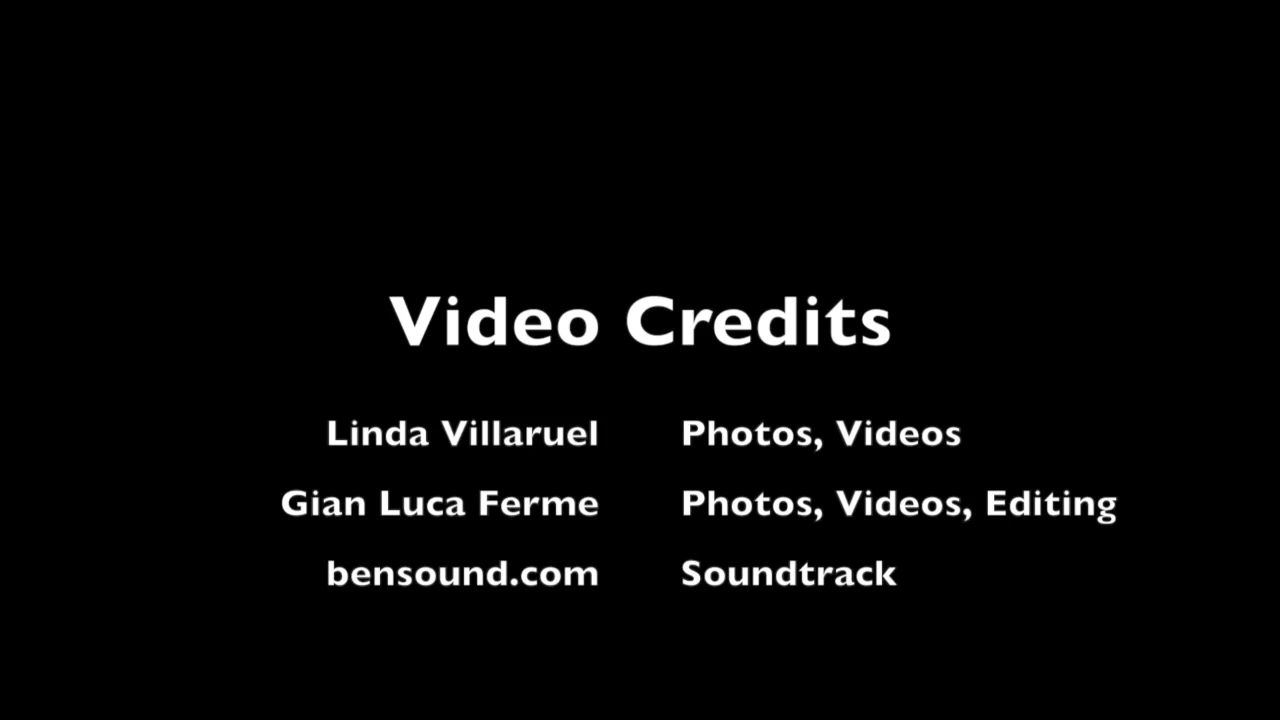 Video Credits
Linda Villaruel Photos, Videos
Gian Luca Ferme Photos, Videos, Editing
bensound.com Soundtrack